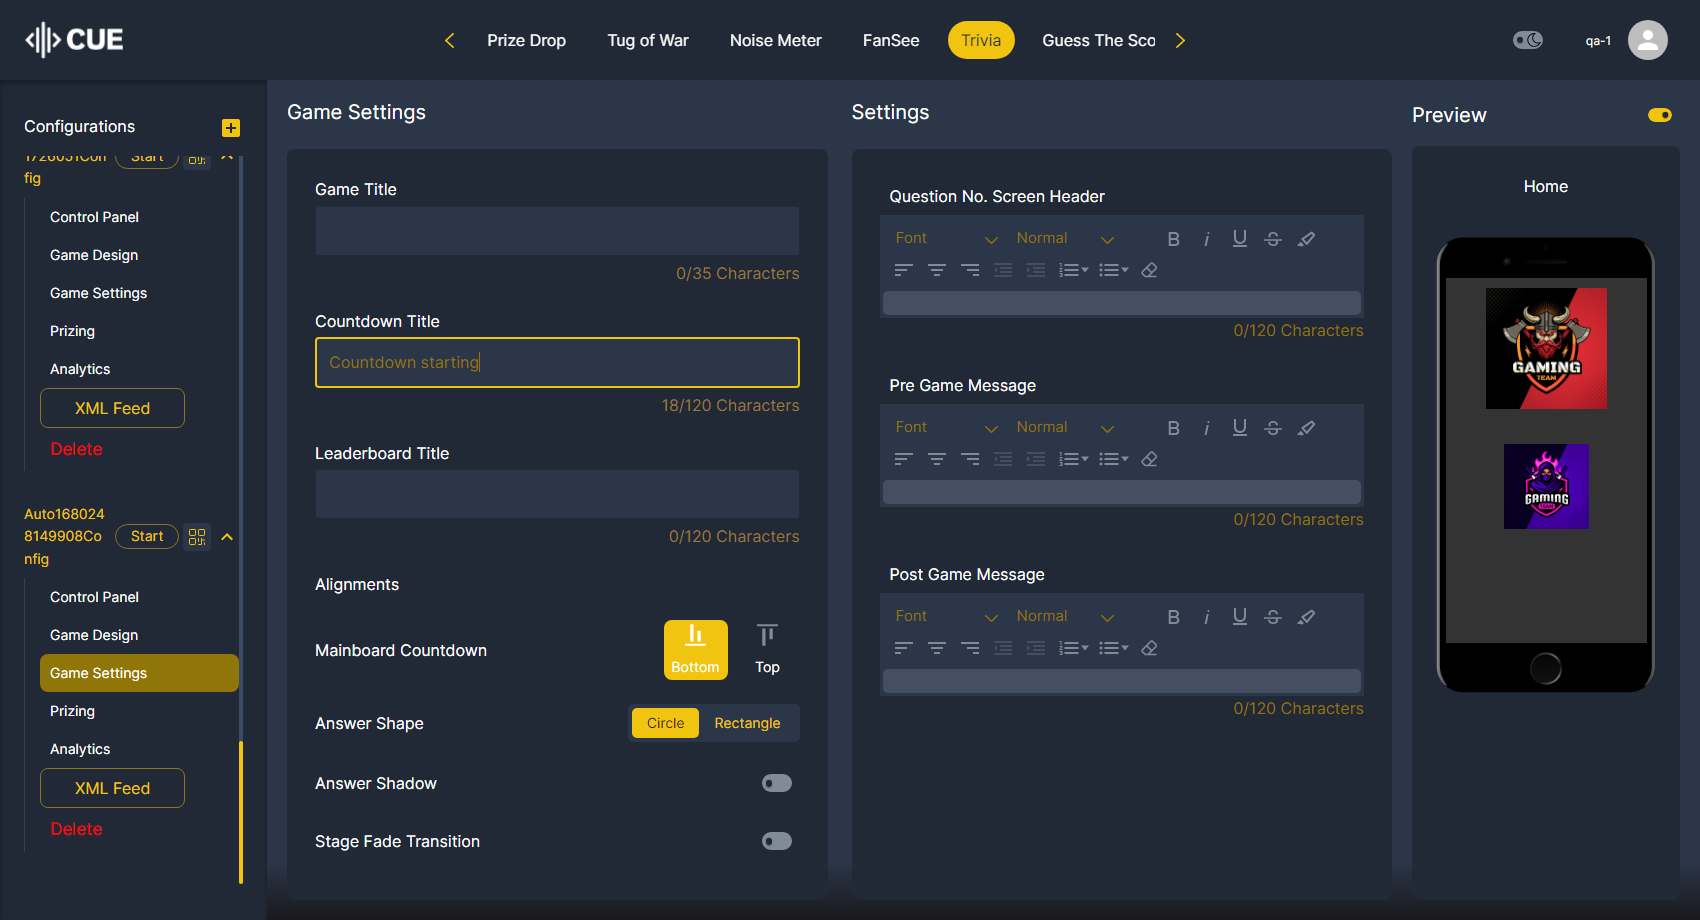 CUE
Prize Drop
Tug of War
Noise Meter
FanSee
Trivia
Guess The Sco
qa-1
Configurations
1726051Con
fig
Start
Control Panel
Game Design
Game Settings
Prizing
Analytics
XML Feed
Delete
Auto168024
8149908Co
nfig
Start
Control Panel
Game Design
Game Settings
Prizing
Analytics
XML Feed
Delete
Game Settings
Game Title
0/35 Characters
Countdown Title
Countdown starting
18/120 Characters
Leaderboard Title
0/120 Characters
Alignments
Mainboard Countdown
Bottom
Top
Answer Shape
Circle
Rectangle
Answer Shadow
Stage Fade Transition
Settings
Question No. Screen Header
Font
Normal
0/120 Characters
Pre Game Message
Font
Normal
0/120 Characters
Post Game Message
Font
Normal
0/120 Characters
Preview
Home
GAMING
TEAM
GAMING
TEAM